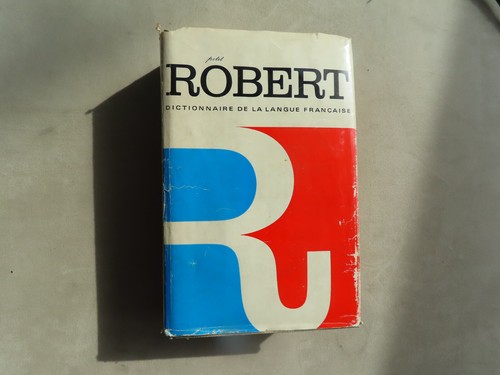 petit
ROBERT
DICTIONNAIRE DE LA LANGUE FRANÇAISE